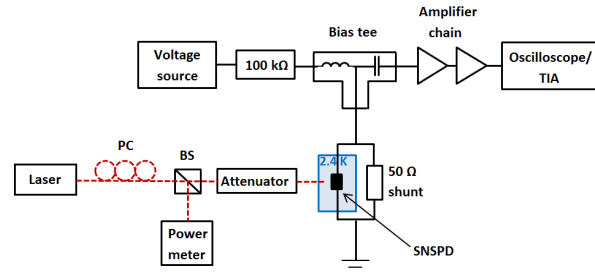 Amplifier
chain
Bias tee
Voltage
source
100 kΩ
Oscilloscope/
TIA
PC
BS
2.4 K
50 Ω
shunt
Laser
Attenuator
Power
meter
SNSPD